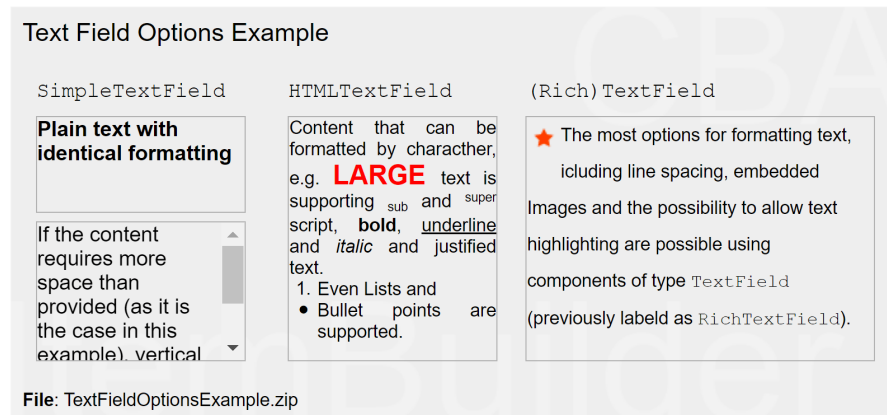 Text Field Options Example
SimpleTextField
Plain text with
identical formatting
If the content
requires more
space than
provided (as it is
the case in this
example), vertical
HTMLTextField
Content that can be
formatted by characther,
e.g. LARGE text is
supporting sub and super
script, bold, underline
and italic and justified
text.
1. Even Lists and
● Bullet points are
supported.
(Rich)TextField
The most options for formatting text,
icluding line spacing, embedded
Images and the possibility to allow text
highlighting are possible using
components of type TextField
(previously labeld as RichTextField).
File: TextFieldOptionsExample.zip
CBA
ItemBuilder